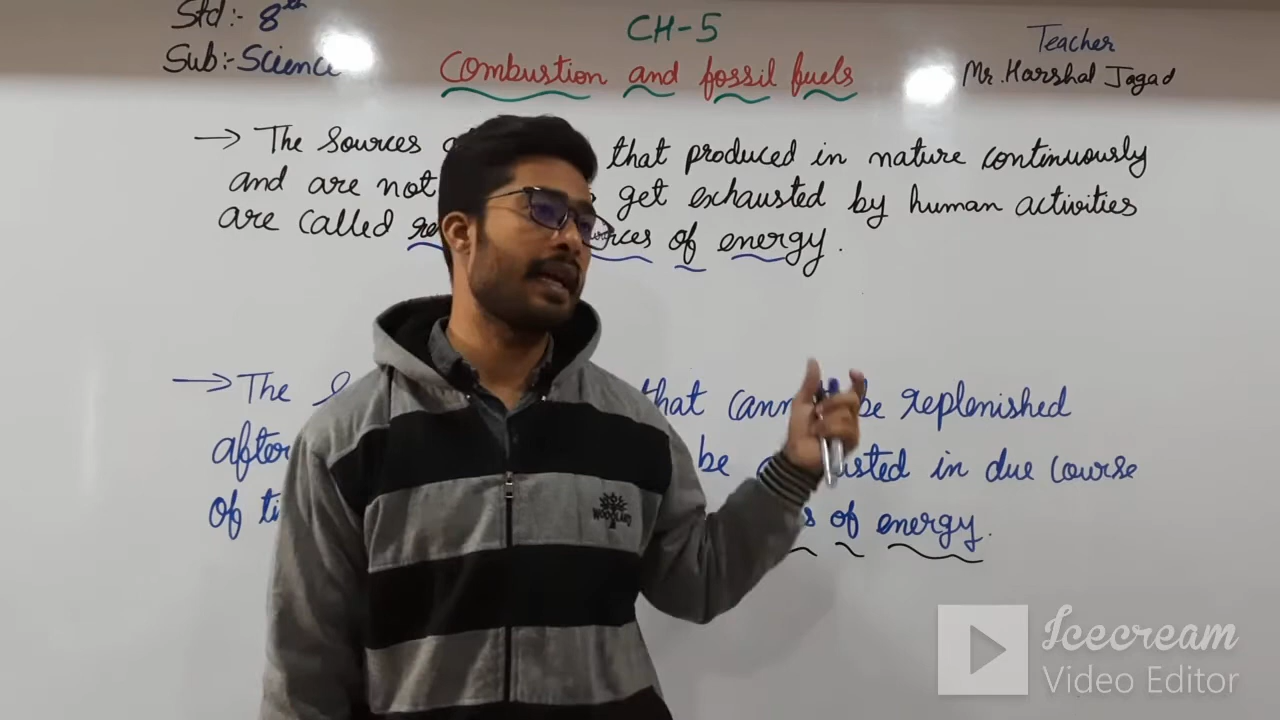 Std:- 8th
Sub:- Science
CH-5
Combustion and fossil fuels
Teacher
Mr. Harshal Jagad
→ The sources that produced in nature continuously
and are not get exhausted by human activities
are called of energy.
→ The that be replenished
after be in due course
of of energy.
WOODLAND
Icecream
Video Editor